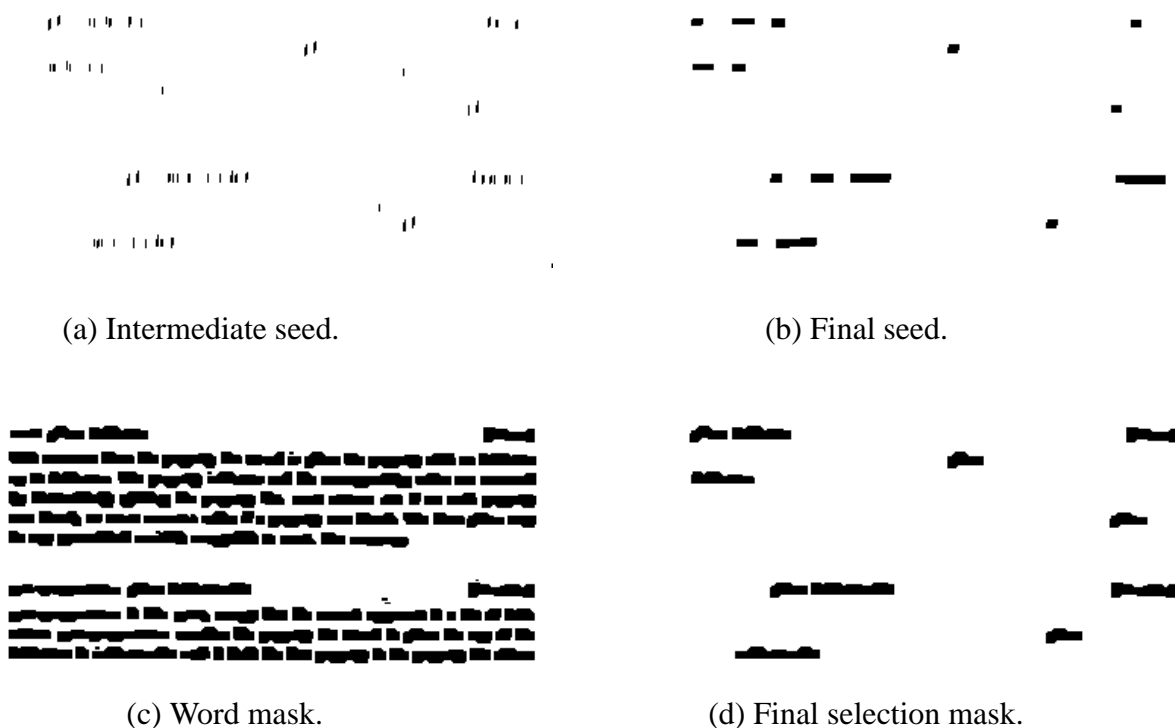 (a) Intermediate seed.
(b) Final seed.
(c) Word mask.
(d) Final selection mask.